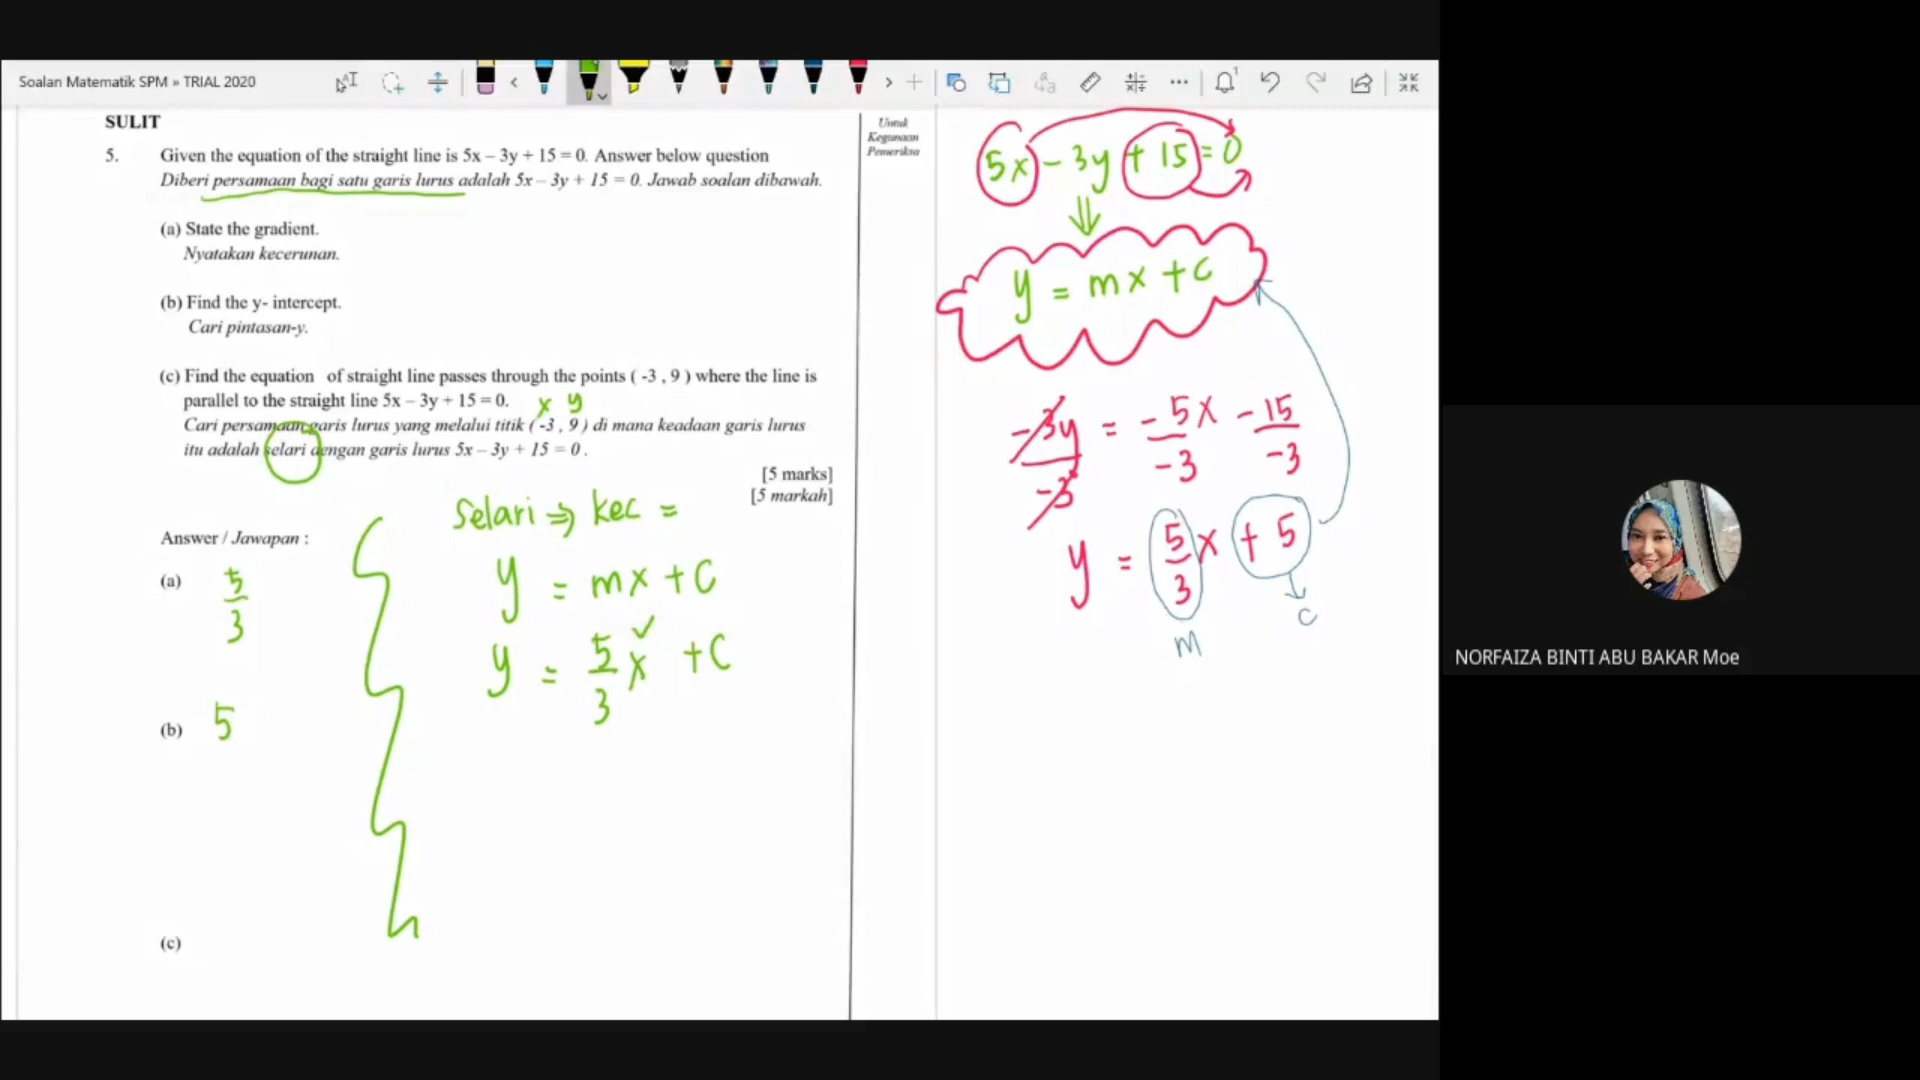 Soalan Matematik SPM » TRIAL 2020
SULIT
Untuk
Kegunaan
Pemeriksa
5. Given the equation of the straight line is 5x – 3y + 15 = 0. Answer below question
Diberi persamaan bagi satu garis lurus adalah 5x – 3y + 15 = 0. Jawab soalan dibawah.
(a) State the gradient.
Nyatakan kecerunan.
(b) Find the y- intercept.
Cari pintasan-y.
(c) Find the equation of straight line passes through the points ( -3 , 9 ) where the line is
parallel to the straight line 5x – 3y + 15 = 0.
x y
Cari persamaan garis lurus yang melalui titik ( -3 , 9 ) di mana keadaan garis lurus
itu adalah selari dengan garis lurus 5x – 3y + 15 = 0 .
[5 marks]
[5 markah]
Selari ⇒ kec =
Answer / Jawapan :
y = mx + c
(a) 5/3
y = 5/3 x + c
(b) 5
(c)
5x - 3y + 15 = 0
y = mx + c
-3y/-3 = -5x/-3 -15/-3
y = 5/3 x + 5
m
c
NORFAIZA BINTI ABU BAKAR Moe